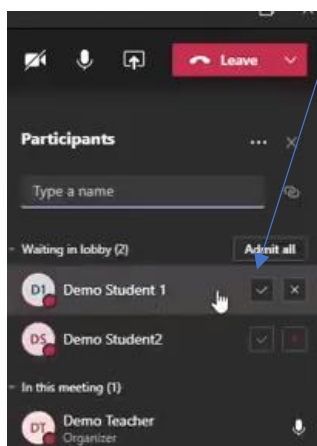 Leave
Participants
Type a name
Waiting in lobby (2) Admit all
D1 Demo Student 1
DS Demo Student2
In this meeting (1)
DT Demo Teacher
Organizer